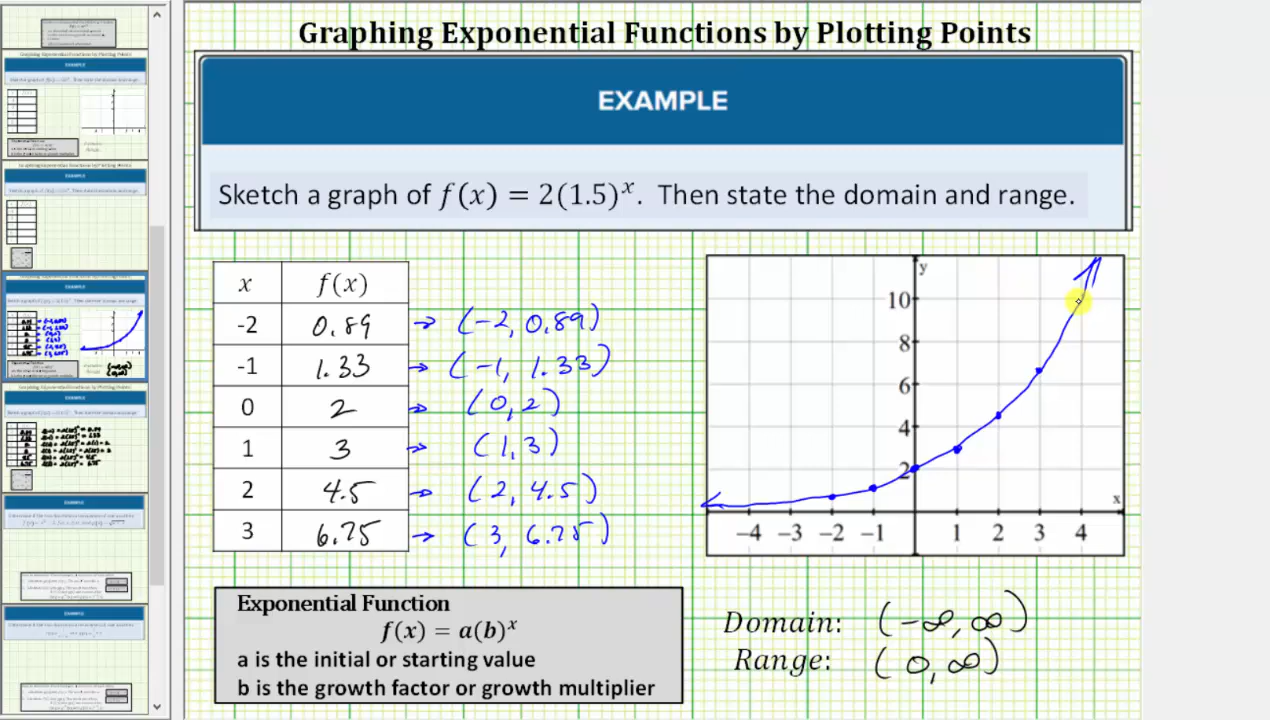 Graphing Exponential Functions by Plotting Points
EXAMPLE
Sketch a graph of f(x) = 2(1.5)ˣ. Then state the domain and range.
x f(x)
-2 0.89 → (-2, 0.89)
-1 1.33 → (-1, 1.33)
0 2 → (0, 2)
1 3 → (1, 3)
2 4.5 → (2, 4.5)
3 6.75 → (3, 6.75)
y
10
8
6
4
2
x
-4 -3 -2 -1 1 2 3 4
Exponential Function
f(x) = a(b)ˣ
a is the initial or starting value
b is the growth factor or growth multiplier
Domain: (-∞, ∞)
Range: (0, ∞)